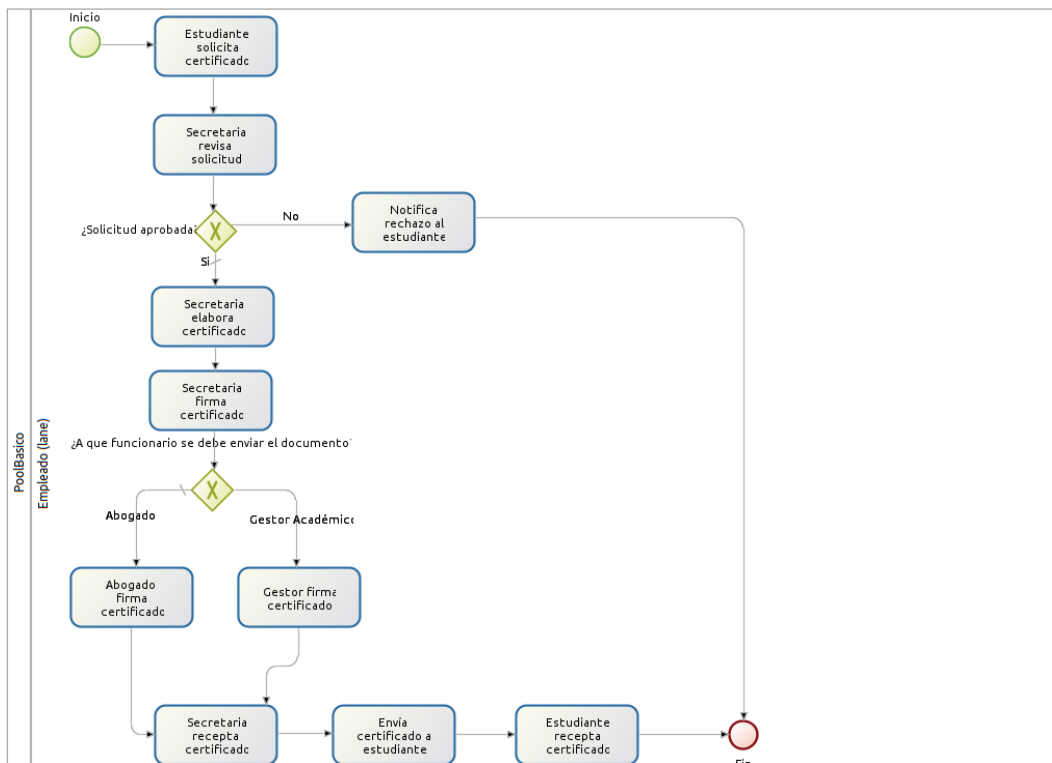 Inicio
Estudiante
solicita
certificado
Secretaria
revisa
solicitud
¿Solicitud aprobada?
No
Notifica
rechazo al
estudiante
Si
Secretaria
elabora
certificado
Secretaria
firma
certificado
¿A que funcionario se debe enviar el documento?
Abogado
Gestor Académico
Abogado
firma
certificado
Gestor firma
certificado
Secretaria
recepta
certificado
Envía
certificado a
estudiante
Estudiante
recepta
certificado
Fin
PoolBasico
Empleado (lane)